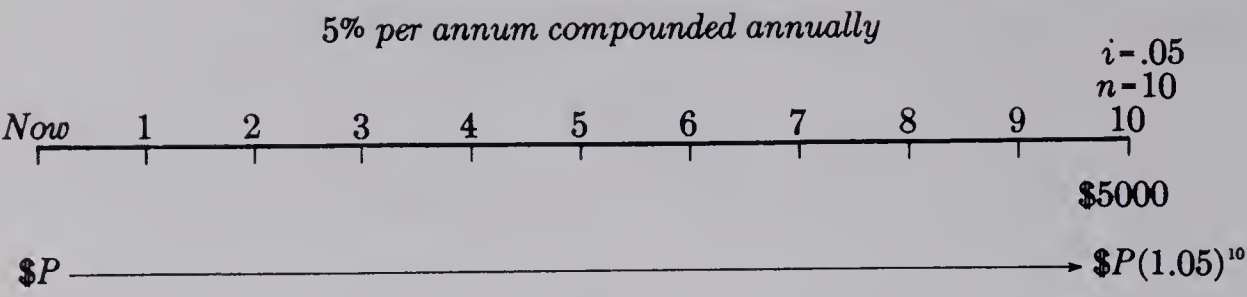 5% per annum compounded annually
i=.05
n=10
Now 1 2 3 4 5 6 7 8 9 10
$5000
$P $P(1.05)¹⁰